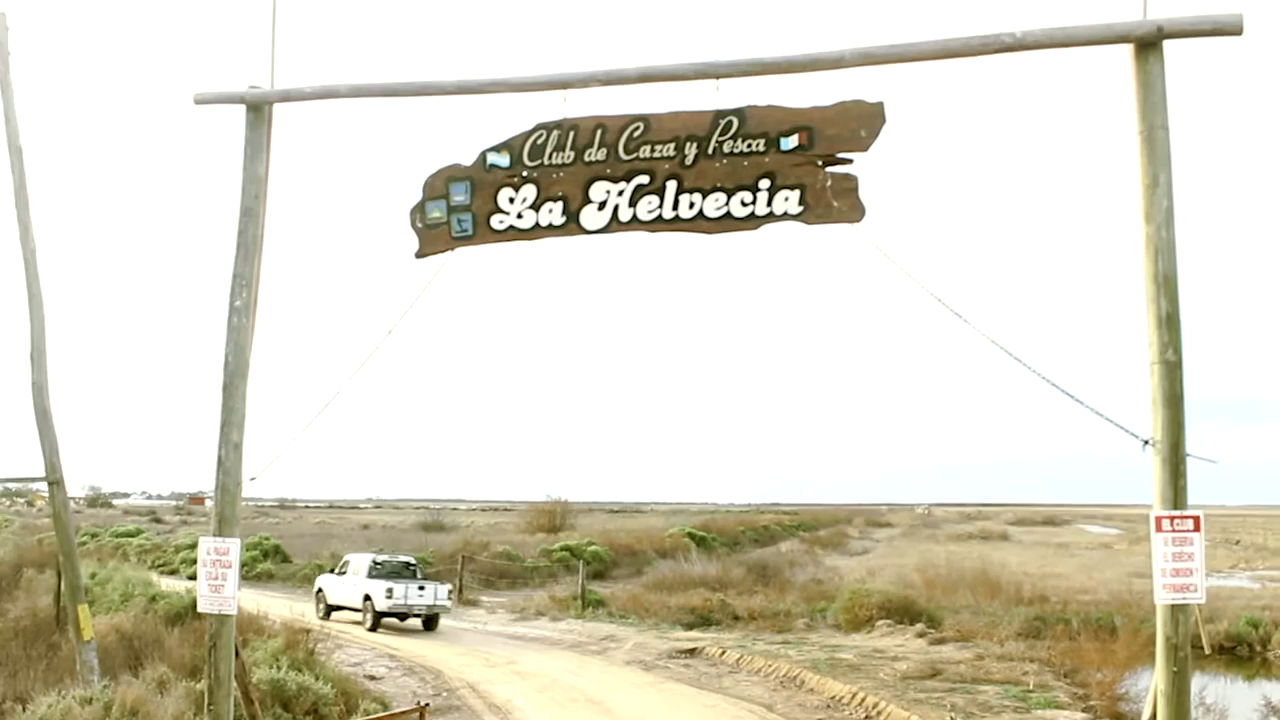 Club de Caza y Pesca
La Helvecia
AL PAGAR
SU ENTRADA
EXIJA SU
TICKET
EL CLUB
SE RESERVA
EL DERECHO
DE ADMISION Y
PERMANENCIA